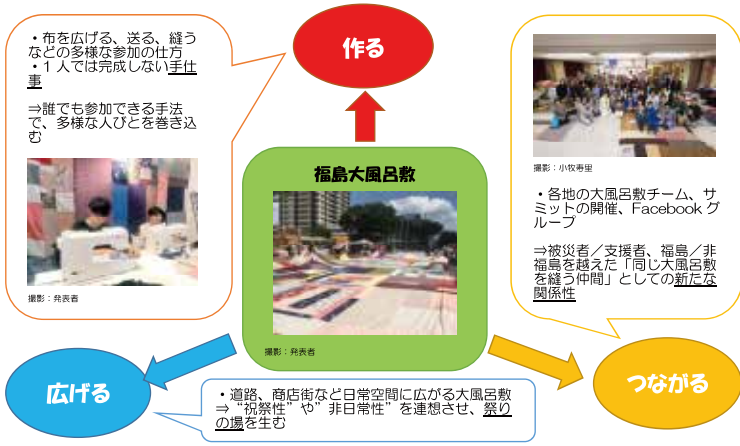 ・布を広げる、送る、縫う
などの多様な参加の仕方
・1人では完成しない手仕
事
⇒誰でも参加できる手法
で、多様な人びとを巻き込
む
撮影：発表者
作る
撮影：小牧寿里
・各地の大風呂敷チーム、サ
ミットの開催、Facebook グ
ループ
⇒被災者／支援者、福島／非
福島を越えた「同じ大風呂敷
を縫う仲間」としての新たな
関係性
福島大風呂敷
撮影：発表者
広げる
・道路、商店街など日常空間に広がる大風呂敷
⇒“祝祭性”や“非日常性”を連想させ、祭り
の場を生む
つながる